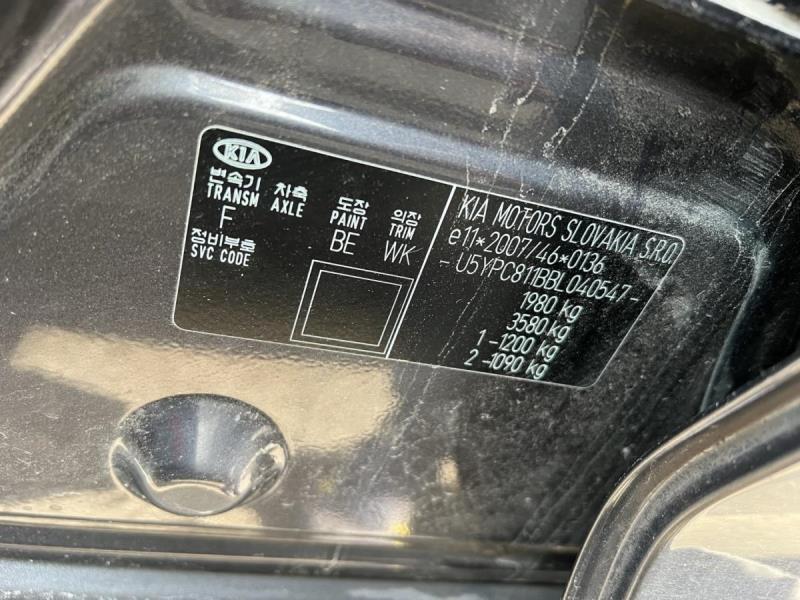 KIA
변속기 차축 도장 의장
TRANSM AXLE PAINT TRIM
F BE WK
정비부호
SVC CODE
KIA MOTORS SLOVAKIA S.R.O.
e11*2007/46*0136
-U5YPC811BBL040547-
1980 kg
3580 kg
1 -1200 kg
2 -1090 kg